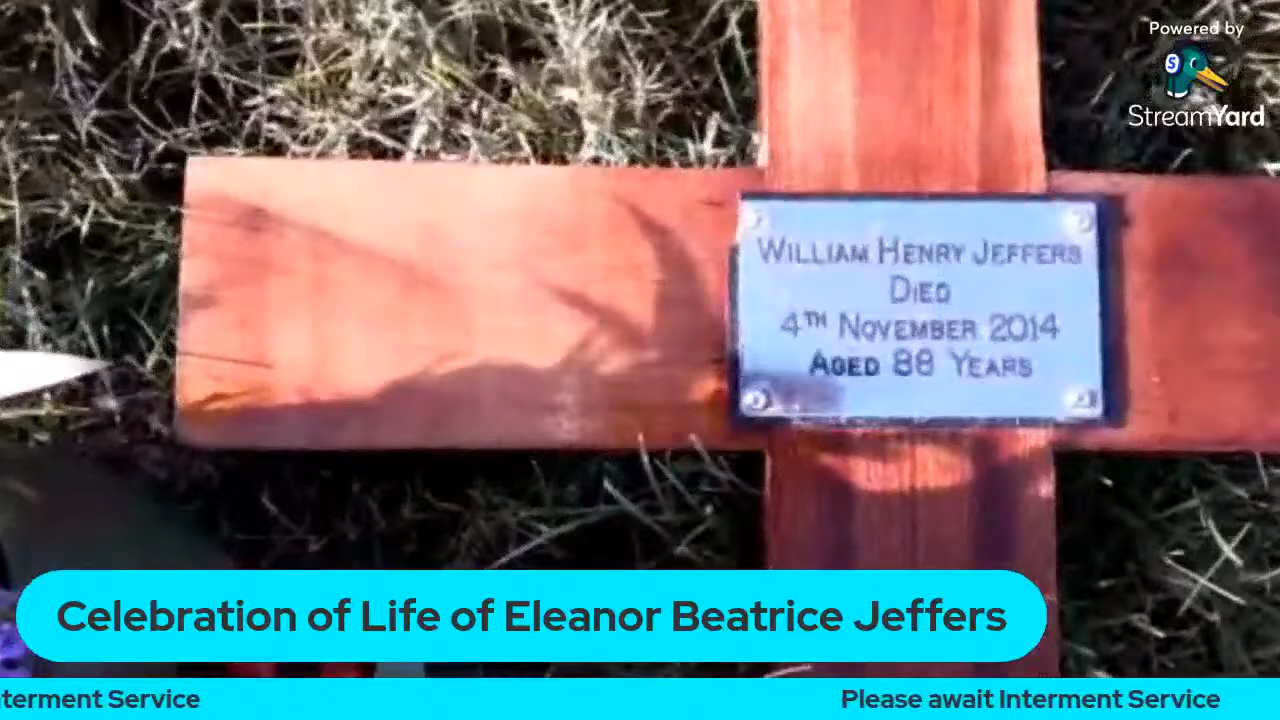 Powered by
StreamYard
WILLIAM HENRY JEFFERS
DIED
4TH NOVEMBER 2014
AGED 88 YEARS
Celebration of Life of Eleanor Beatrice Jeffers
nterment Service
Please await Interment Service